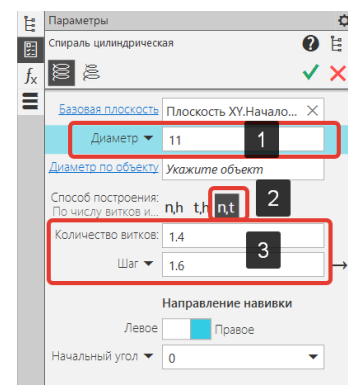 Параметры
Спираль цилиндрическая
?
fx
Базовая плоскость Плоскость XY.Начало...
Диаметр 11 1
Диаметр по объекту Укажите объект
Способ построения:
По числу витков и... n,h t,h n,t 2
Количество витков: 1.4
Шаг 1.6 3
Направление навивки
Левое Правое
Начальный угол 0